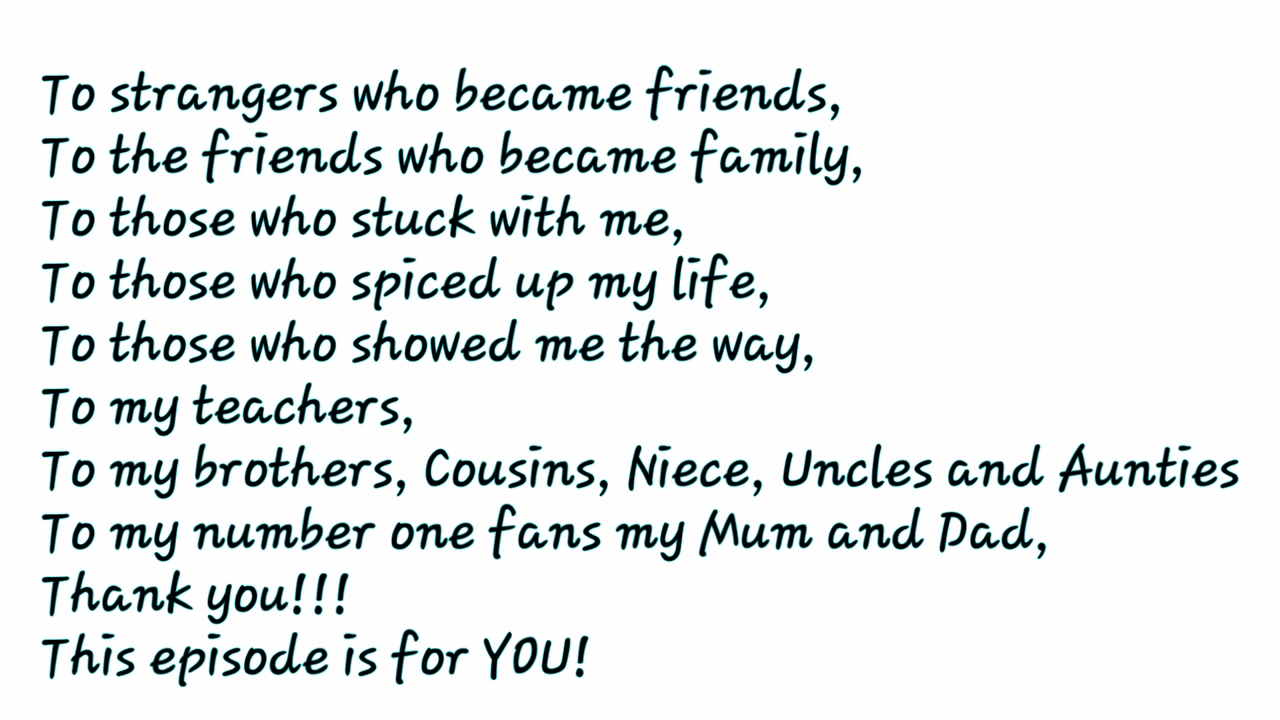 To strangers who became friends,
To the friends who became family,
To those who stuck with me,
To those who spiced up my life,
To those who showed me the way,
To my teachers,
To my brothers, Cousins, Niece, Uncles and Aunties
To my number one fans my Mum and Dad,
Thank you!!!
This episode is for YOU!